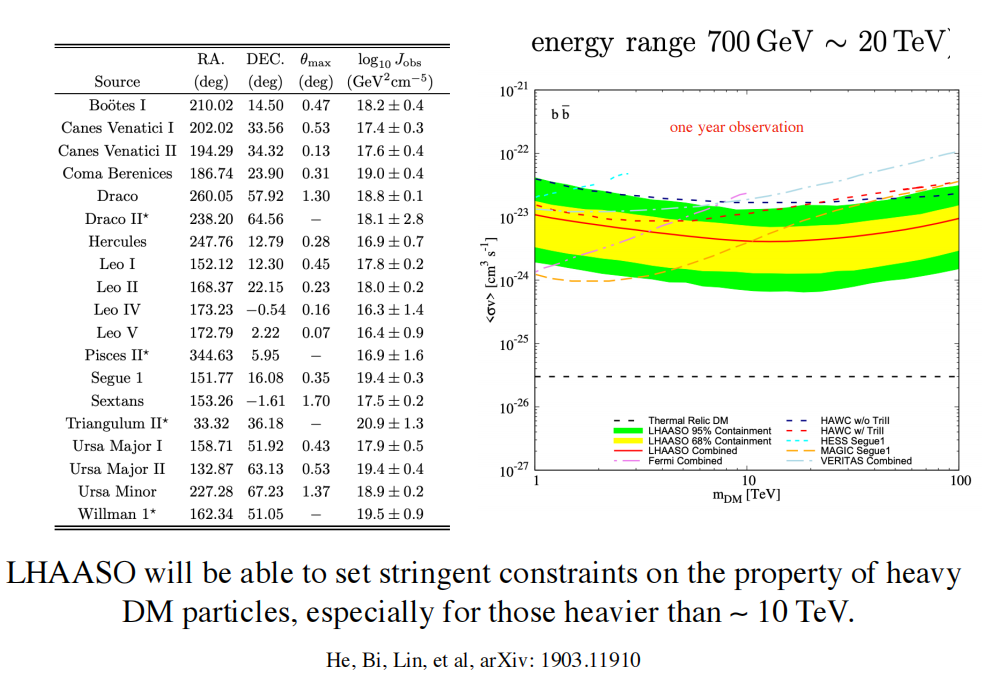 energy range 700 GeV ∼ 20 TeV)
RA. DEC. θmax log10 Jobs
Source (deg) (deg) (deg) (GeV²cm⁻⁵)
Boötes I 210.02 14.50 0.47 18.2 ± 0.4
Canes Venatici I 202.02 33.56 0.53 17.4 ± 0.3
Canes Venatici II 194.29 34.32 0.13 17.6 ± 0.4
Coma Berenices 186.74 23.90 0.31 19.0 ± 0.4
Draco 260.05 57.92 1.30 18.8 ± 0.1
Draco II* 238.20 64.56 − 18.1 ± 2.8
Hercules 247.76 12.79 0.28 16.9 ± 0.7
Leo I 152.12 12.30 0.45 17.8 ± 0.2
Leo II 168.37 22.15 0.23 18.0 ± 0.2
Leo IV 173.23 −0.54 0.16 16.3 ± 1.4
Leo V 172.79 2.22 0.07 16.4 ± 0.9
Pisces II* 344.63 5.95 − 16.9 ± 1.6
Segue 1 151.77 16.08 0.35 19.4 ± 0.3
Sextans 153.26 −1.61 1.70 17.5 ± 0.2
Triangulum II* 33.32 36.18 − 20.9 ± 1.3
Ursa Major I 158.71 51.92 0.43 17.9 ± 0.5
Ursa Major II 132.87 63.13 0.53 19.4 ± 0.4
Ursa Minor 227.28 67.23 1.37 18.9 ± 0.2
Willman 1* 162.34 51.05 − 19.5 ± 0.9
10⁻²¹
b b̄
one year observation
10⁻²²
10⁻²³
10⁻²⁴
10⁻²⁵
10⁻²⁶
10⁻²⁷
<σv> [cm³ s⁻¹]
Thermal Relic DM
LHAASO 95% Containment
LHAASO 68% Containment
LHAASO Combined
Fermi Combined
HAWC w/o TriII
HAWC w/ TriII
HESS Segue1
MAGIC Segue1
VERITAS Combined
1 10 100
mDM [TeV]
LHAASO will be able to set stringent constraints on the property of heavy
DM particles, especially for those heavier than ~ 10 TeV.
He, Bi, Lin, et al, arXiv: 1903.11910